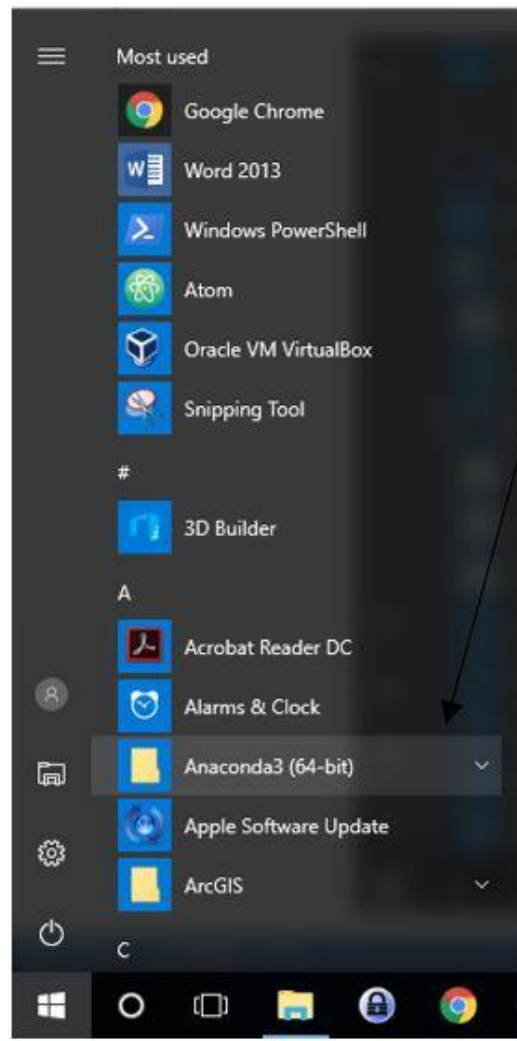 Most used
Google Chrome
Word 2013
Windows PowerShell
Atom
Oracle VM VirtualBox
Snipping Tool
#
3D Builder
A
Acrobat Reader DC
Alarms & Clock
Anaconda3 (64-bit)
Apple Software Update
ArcGIS
C